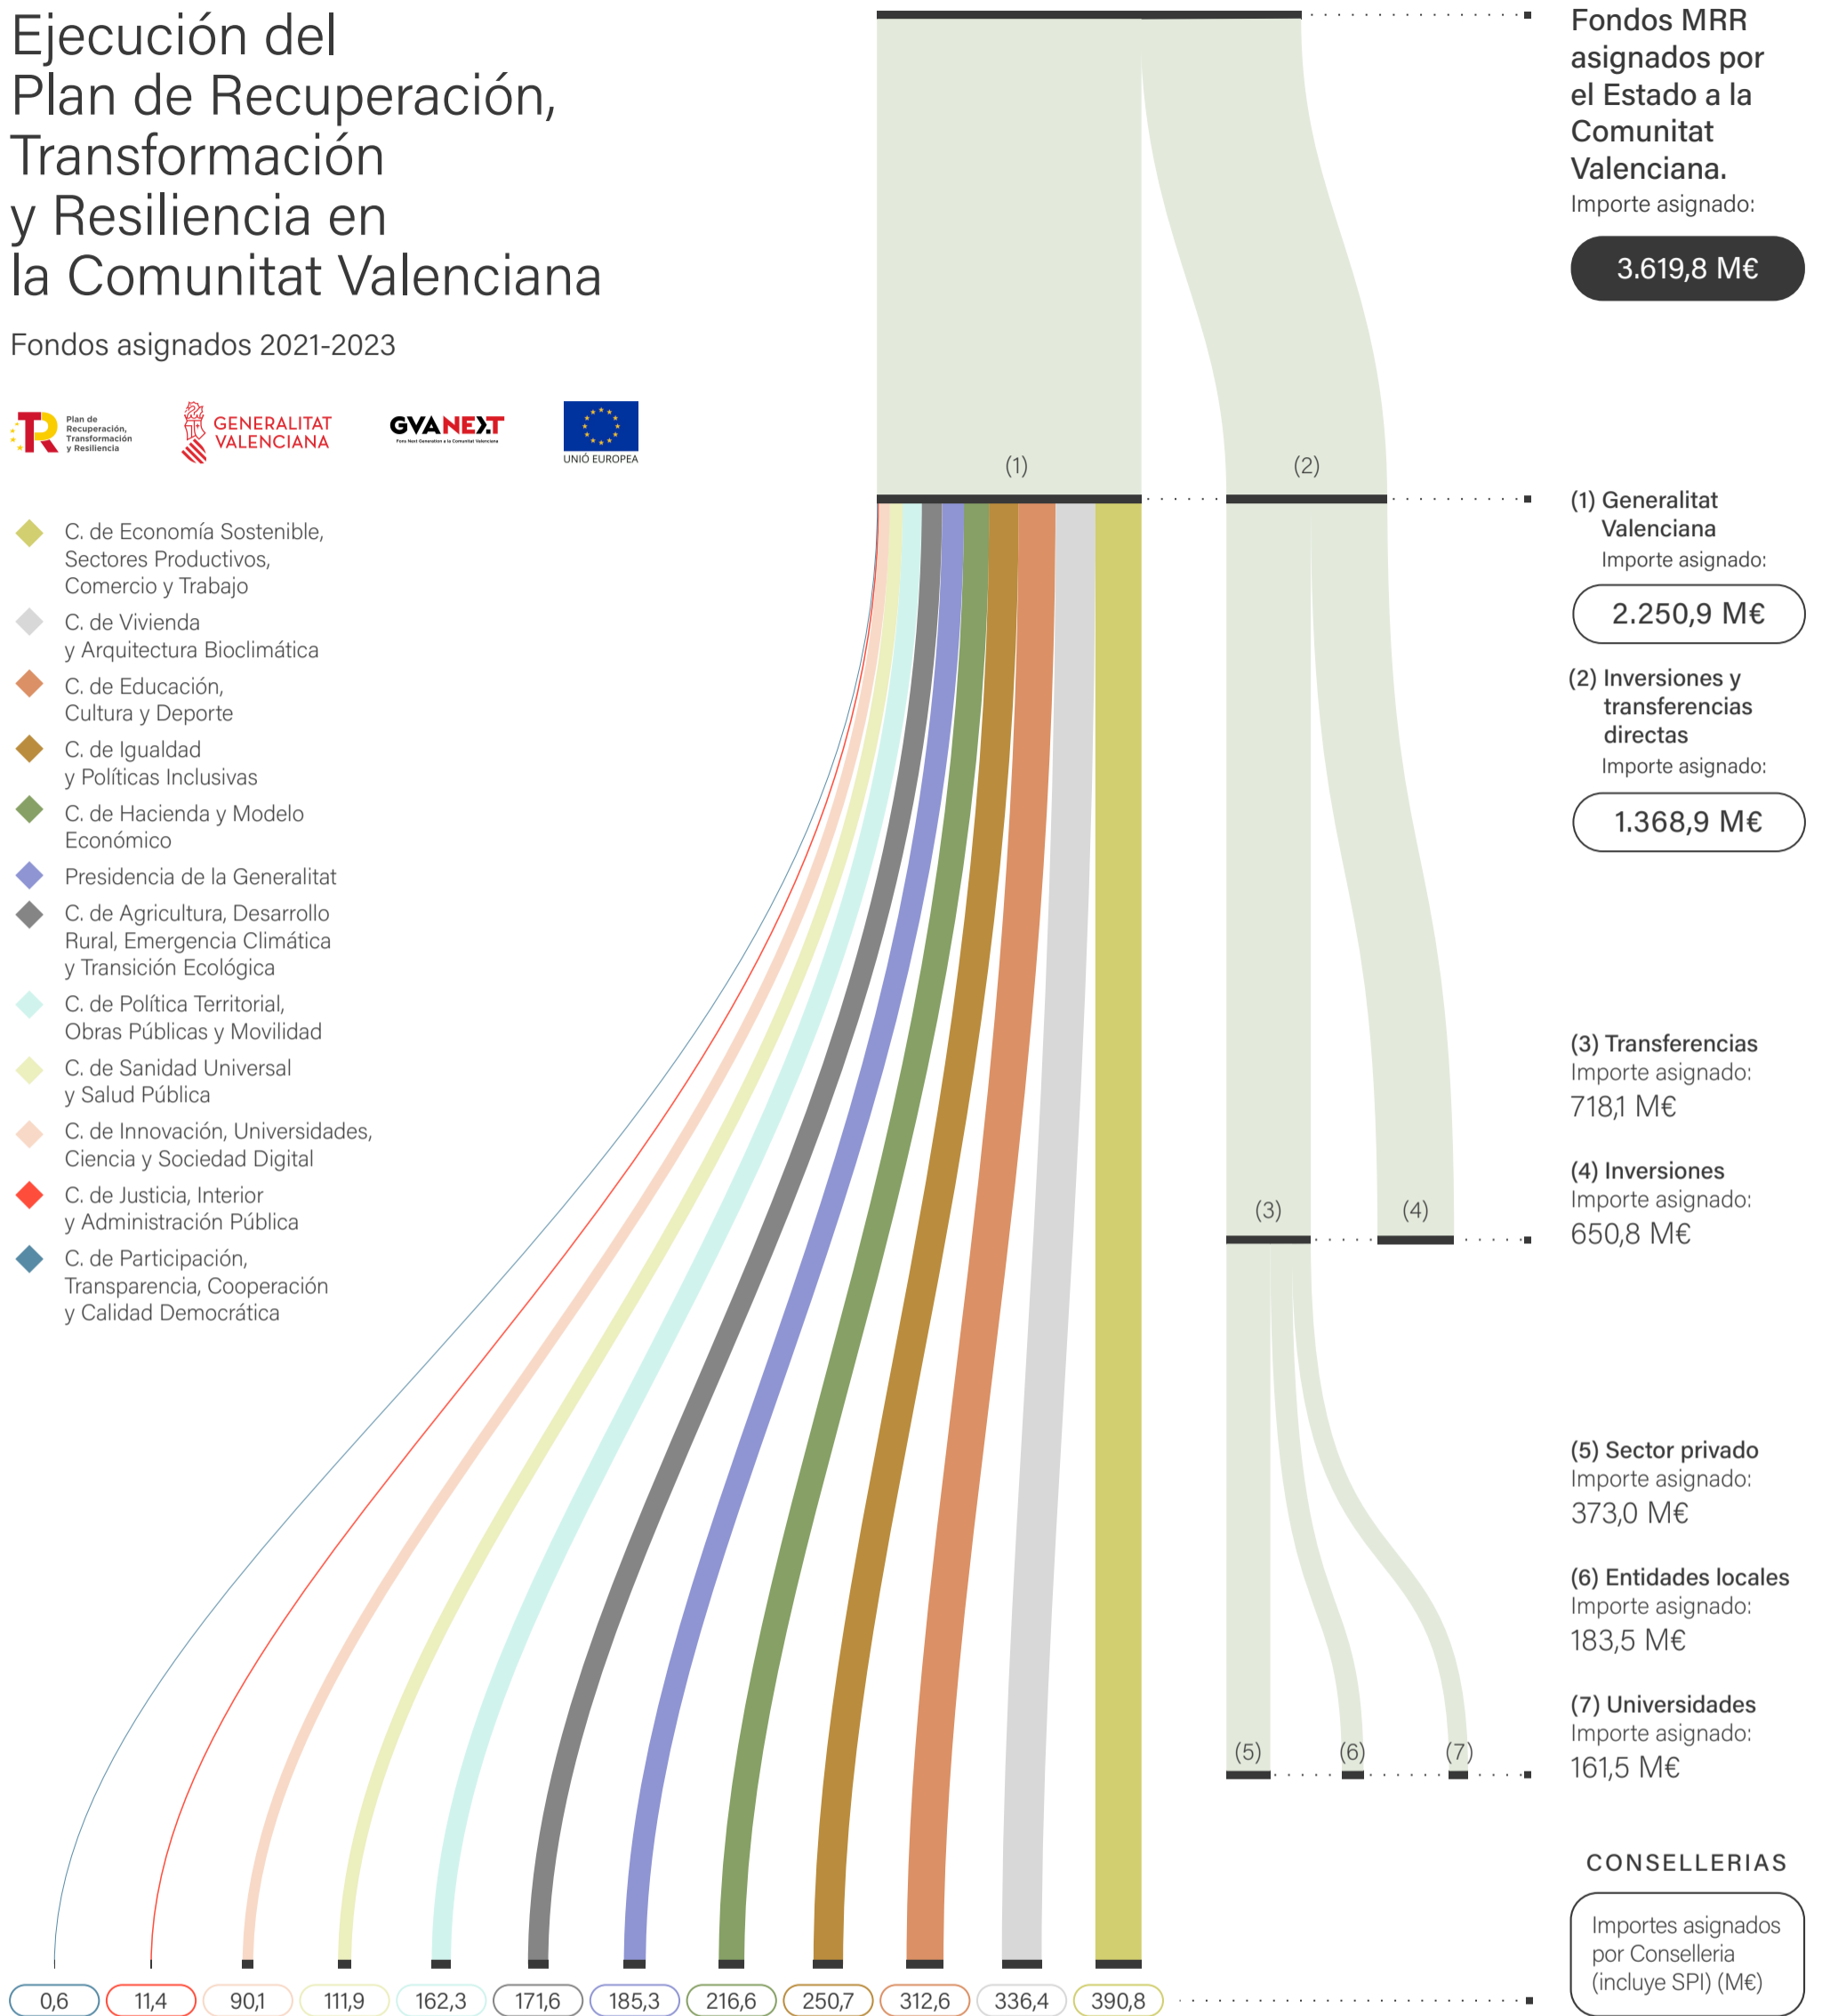 Ejecución del
Plan de Recuperación,
Transformación
y Resiliencia en
la Comunitat Valenciana
Fondos asignados 2021-2023
Plan de
Recuperación,
Transformación
y Resiliencia
GENERALITAT
VALENCIANA
GVANEXT
Fons Next Generation a la Comunitat Valenciana
UNIÓ EUROPEA
C. de Economía Sostenible,
Sectores Productivos,
Comercio y Trabajo
C. de Vivienda
y Arquitectura Bioclimática
C. de Educación,
Cultura y Deporte
C. de Igualdad
y Políticas Inclusivas
C. de Hacienda y Modelo
Económico
Presidencia de la Generalitat
C. de Agricultura, Desarrollo
Rural, Emergencia Climática
y Transición Ecológica
C. de Política Territorial,
Obras Públicas y Movilidad
C. de Sanidad Universal
y Salud Pública
C. de Innovación, Universidades,
Ciencia y Sociedad Digital
C. de Justicia, Interior
y Administración Pública
C. de Participación,
Transparencia, Cooperación
y Calidad Democrática
(1)
(2)
(3)
(4)
(5)
(6)
(7)
Fondos MRR
asignados por
el Estado a la
Comunitat
Valenciana.
Importe asignado:
3.619,8 M€
(1) Generalitat
Valenciana
Importe asignado:
2.250,9 M€
(2) Inversiones y
transferencias
directas
Importe asignado:
1.368,9 M€
(3) Transferencias
Importe asignado:
718,1 M€
(4) Inversiones
Importe asignado:
650,8 M€
(5) Sector privado
Importe asignado:
373,0 M€
(6) Entidades locales
Importe asignado:
183,5 M€
(7) Universidades
Importe asignado:
161,5 M€
CONSELLERIAS
Importes asignados
por Conselleria
(incluye SPI) (M€)
0,6 11,4 90,1 111,9 162,3 171,6 185,3 216,6 250,7 312,6 336,4 390,8